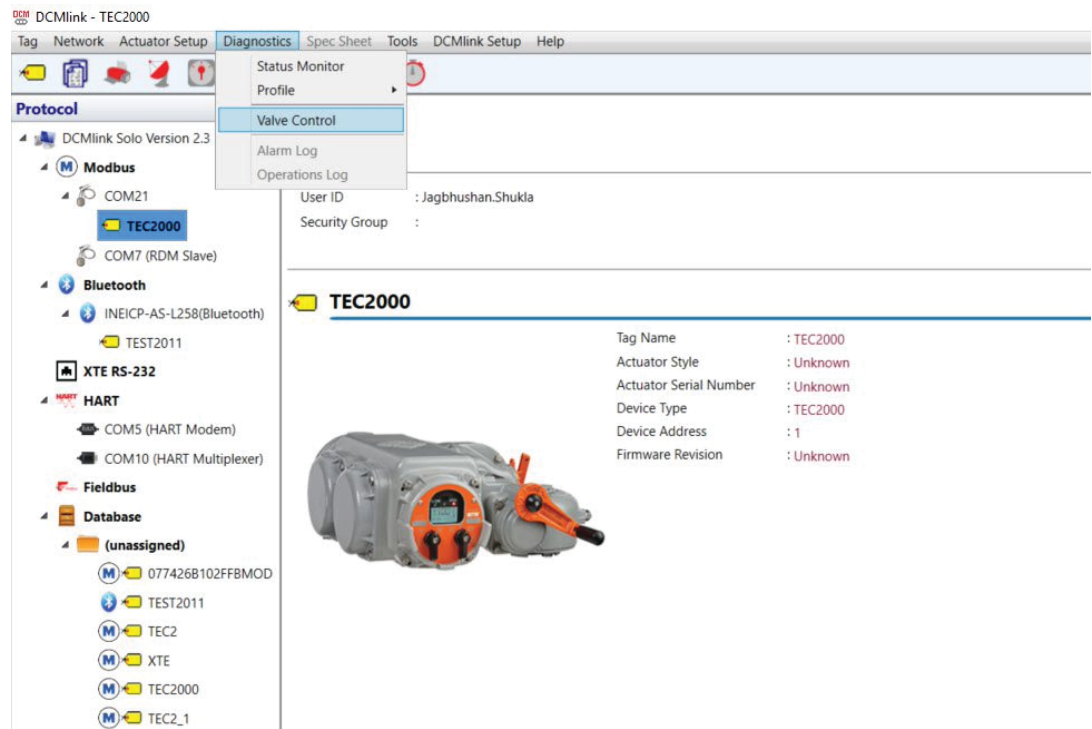 DCM DCMlink - TEC2000
Tag Network Actuator Setup Diagnostics Spec Sheet Tools DCMlink Setup Help
Status Monitor
Profile
Valve Control
Alarm Log
Operations Log
Protocol
DCMlink Solo Version 2.3
M Modbus
COM21
TEC2000
COM7 (RDM Slave)
Bluetooth
INEICP-AS-L258(Bluetooth)
TEST2011
XTE RS-232
HART HART
COM5 (HART Modem)
COM10 (HART Multiplexer)
Fieldbus
Database
(unassigned)
M 077426B102FFBMOD
TEST2011
M TEC2
M XTE
M TEC2000
M TEC2_1
User ID : Jagbhushan.Shukla
Security Group :
TEC2000
Tag Name : TEC2000
Actuator Style : Unknown
Actuator Serial Number : Unknown
Device Type : TEC2000
Device Address : 1
Firmware Revision : Unknown